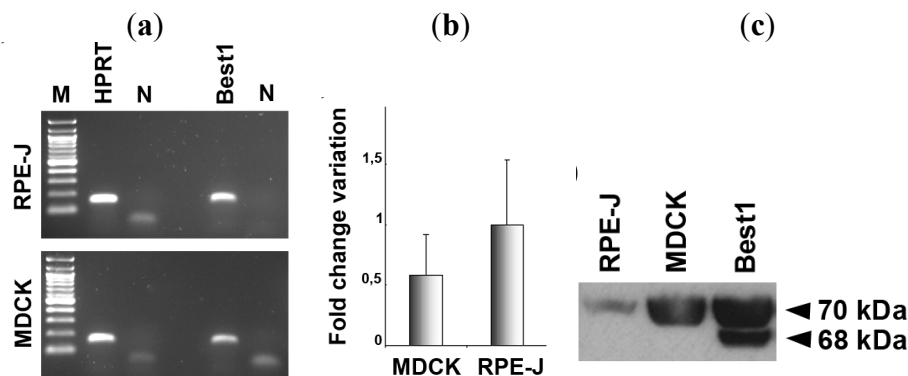 (a)
M HPRT N Best1 N
RPE-J
MDCK
(b)
Fold change variation
1,5
1
0,5
0
MDCK RPE-J
(c)
RPE-J MDCK Best1
70 kDa
68 kDa